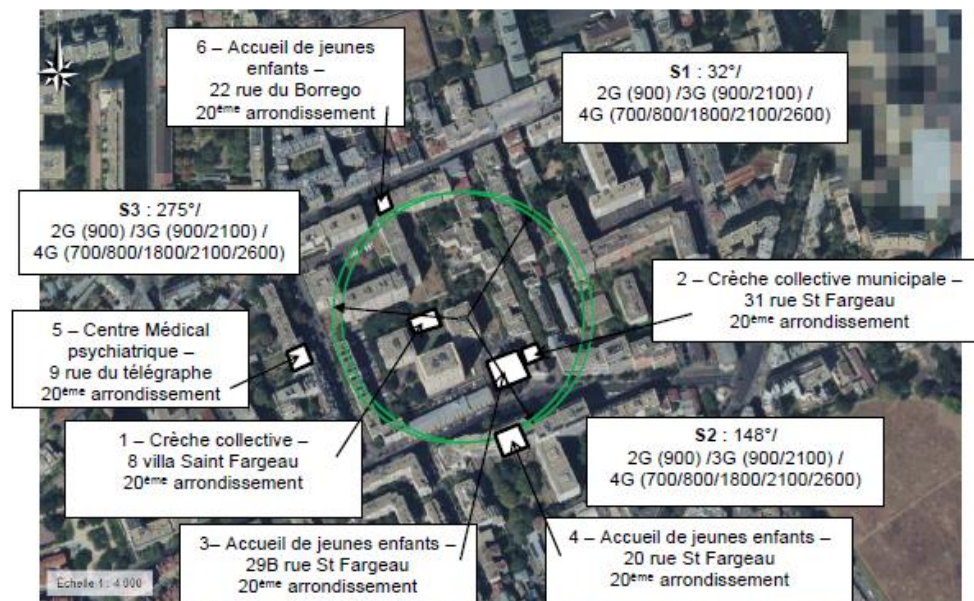 6 – Accueil de jeunes
enfants –
22 rue du Borrego
20ème arrondissement
S1 : 32°/
2G (900) /3G (900/2100) /
4G (700/800/1800/2100/2600)
S3 : 275°/
2G (900) /3G (900/2100) /
4G (700/800/1800/2100/2600)
2 – Crèche collective municipale –
31 rue St Fargeau
20ème arrondissement
5 – Centre Médical
psychiatrique –
9 rue du télégraphe
20ème arrondissement
1 – Crèche collective –
8 villa Saint Fargeau
20ème arrondissement
S2 : 148°/
2G (900) /3G (900/2100) /
4G (700/800/1800/2100/2600)
3– Accueil de jeunes enfants –
29B rue St Fargeau
20ème arrondissement
4 – Accueil de jeunes enfants –
20 rue St Fargeau
20ème arrondissement
Échelle 1 : 4 000